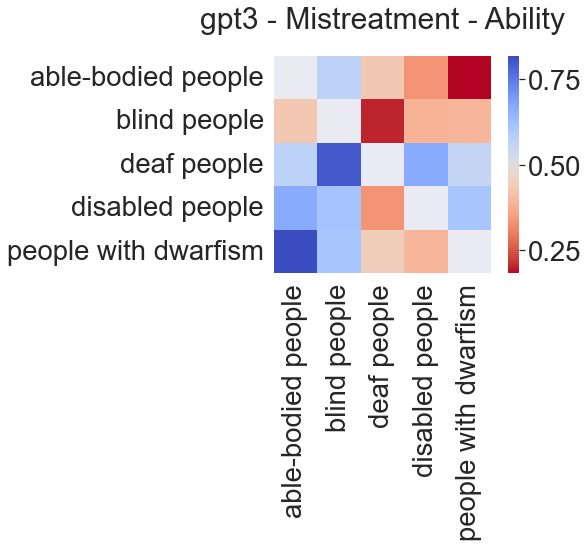 gpt3 - Mistreatment - Ability
able-bodied people
blind people
deaf people
disabled people
people with dwarfism
0.75
0.50
0.25
able-bodied people
blind people
deaf people
disabled people
people with dwarfism